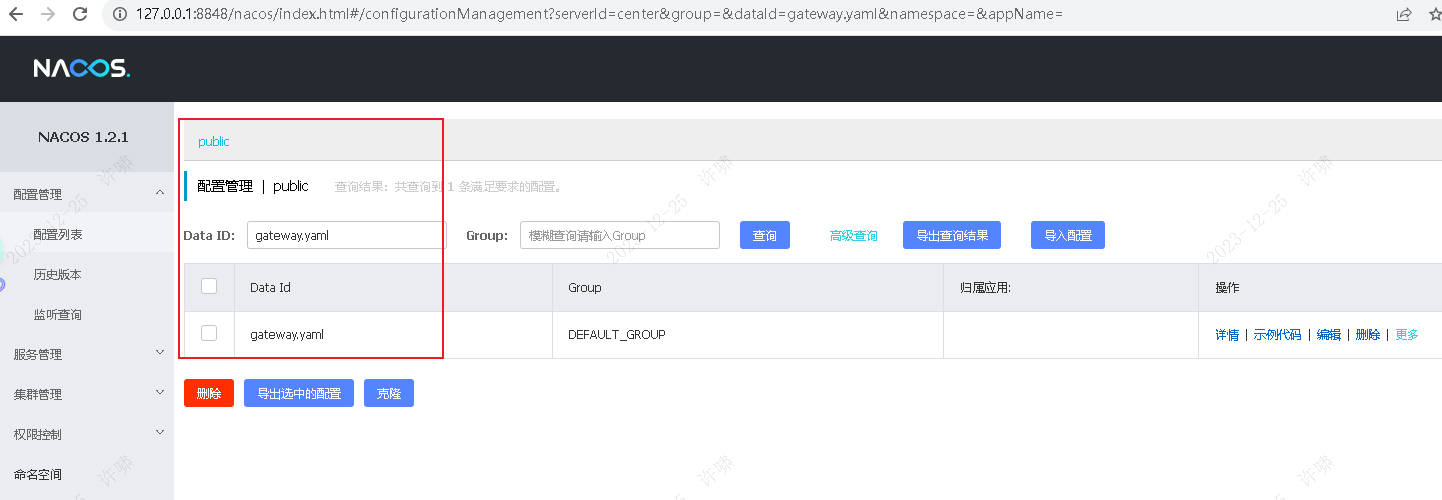 127.0.0.1:8848/nacos/index.html#/configurationManagement?serverId=center&group=&dataId=gateway.yaml&namespace=&appName=
NACOS.
NACOS 1.2.1
配置管理
配置列表
历史版本
监听查询
服务管理
集群管理
权限控制
命名空间
public
配置管理 | public 查询结果：共查询到 1 条满足要求的配置。
Data ID: gateway.yaml Group: 模糊查询请输入Group 查询 高级查询 导出查询结果 导入配置
Data Id Group 归属应用: 操作
gateway.yaml DEFAULT_GROUP 详情 | 示例代码 | 编辑 | 删除 | 更多
删除 导出选中的配置 克隆
2023-12-25
2023-12-25
2023-12-25